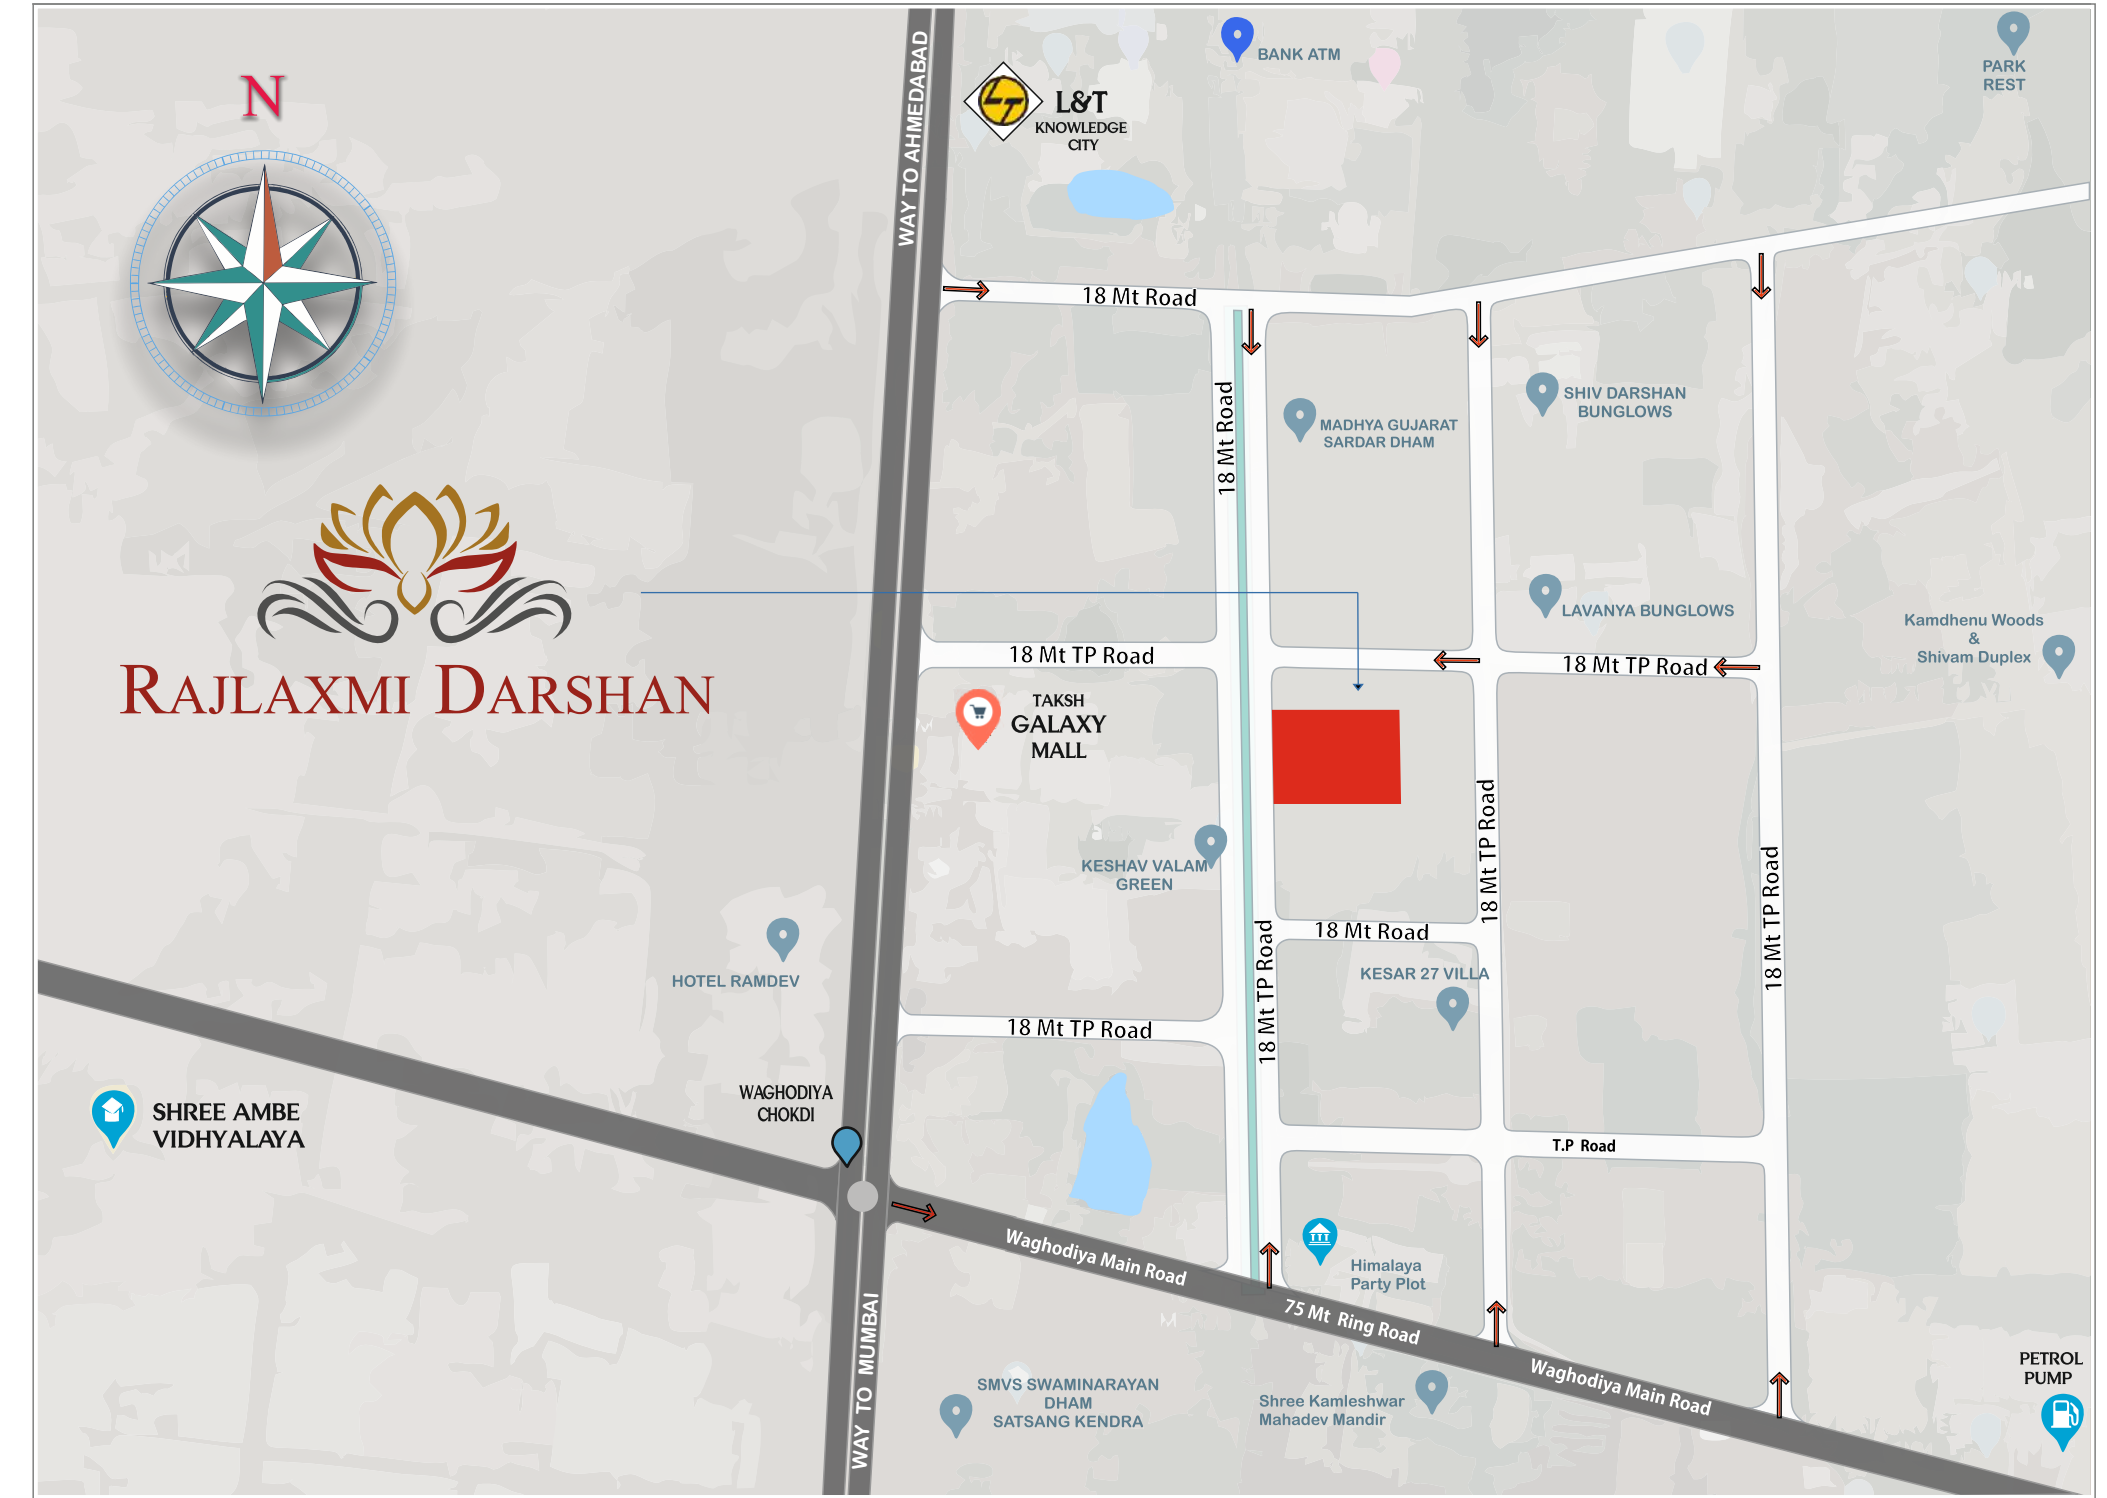 N
WAY TO AHMEDABAD
L&T
KNOWLEDGE
CITY
BANK ATM
PARK
REST
18 Mt Road
18 Mt Road
MADHYA GUJARAT
SARDAR DHAM
SHIV DARSHAN
BUNGLOWS
LAVANYA BUNGLOWS
Kamdhenu Woods
&
Shivam Duplex
RAJLAXMI DARSHAN
18 Mt TP Road
18 Mt TP Road
TAKSH
GALAXY
MALL
KESHAV VALAM
GREEN
18 Mt TP Road
18 Mt TP Road
18 Mt TP Road
18 Mt Road
KESAR 27 VILLA
HOTEL RAMDEV
18 Mt TP Road
SHREE AMBE
VIDHYALAYA
WAGHODIYA
CHOKDI
T.P Road
Waghodiya Main Road
Himalaya
Party Plot
75 Mt Ring Road
Waghodiya Main Road
WAY TO MUMBAI
SMVS SWAMINARAYAN
DHAM
SATSANG KENDRA
Shree Kamleshwar
Mahadev Mandir
PETROL
PUMP